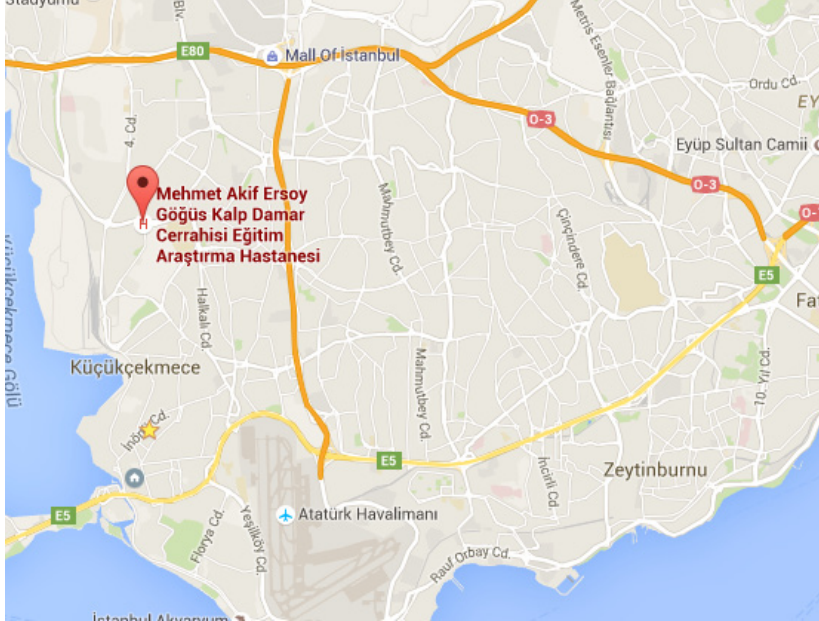 Stadyumu
Blv.
E80
Mall Of İstanbul
Metris Esenler Bağlantısı
Ordu Cd.
EY
4. Cd.
O-3
Eyüp Sultan Camii
Mehmet Akif Ersoy
Göğüs Kalp Damar
Cerrahisi Eğitim
Araştırma Hastanesi
H
Mahmutbey Cd.
O-3
O-
Çinçindere Cd.
Küçükçekmece Gölü
Halkalı Cd.
E5
Fat
Küçükçekmece
Mahmutbey Cd.
10. Yıl Cd.
İnönü Cd.
E5
İncirli Cd.
Zeytinburnu
E5
Atatürk Havalimanı
Florya Cd.
Yeşilköy Cd.
Rauf Orbay Cd.
İstanbul Akvaryum